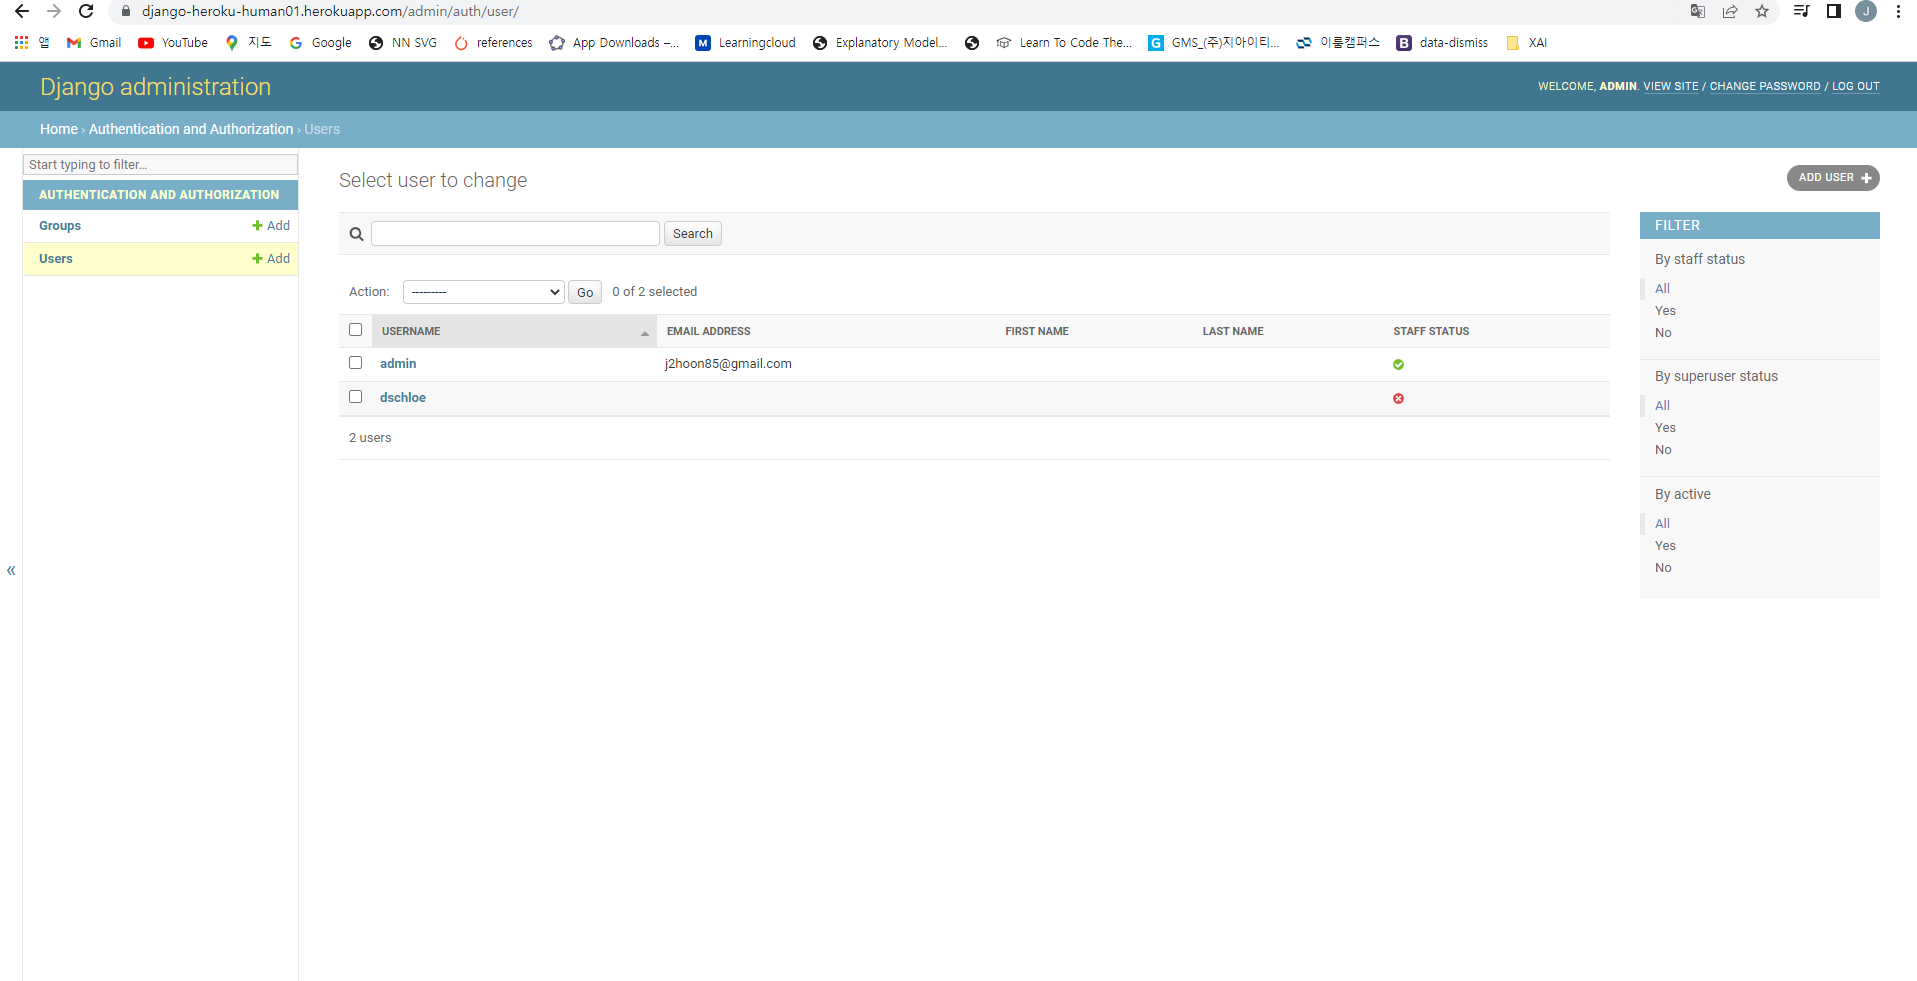 django-heroku-human01.herokuapp.com/admin/auth/user/
J
앱 Gmail YouTube 지도 Google NN SVG references App Downloads –... M Learningcloud Explanatory Model... Learn To Code The... G GMS_(주)지아이티... 이룸캠퍼스 B data-dismiss XAI
Django administration
WELCOME, ADMIN. VIEW SITE / CHANGE PASSWORD / LOG OUT
Home › Authentication and Authorization › Users
Start typing to filter...
AUTHENTICATION AND AUTHORIZATION
Groups + Add
Users + Add
«
Select user to change
ADD USER +
Search
Action: --------- Go 0 of 2 selected
USERNAME EMAIL ADDRESS FIRST NAME LAST NAME STAFF STATUS
admin j2hoon85@gmail.com
dschloe
2 users
FILTER
By staff status
All
Yes
No
By superuser status
All
Yes
No
By active
All
Yes
No